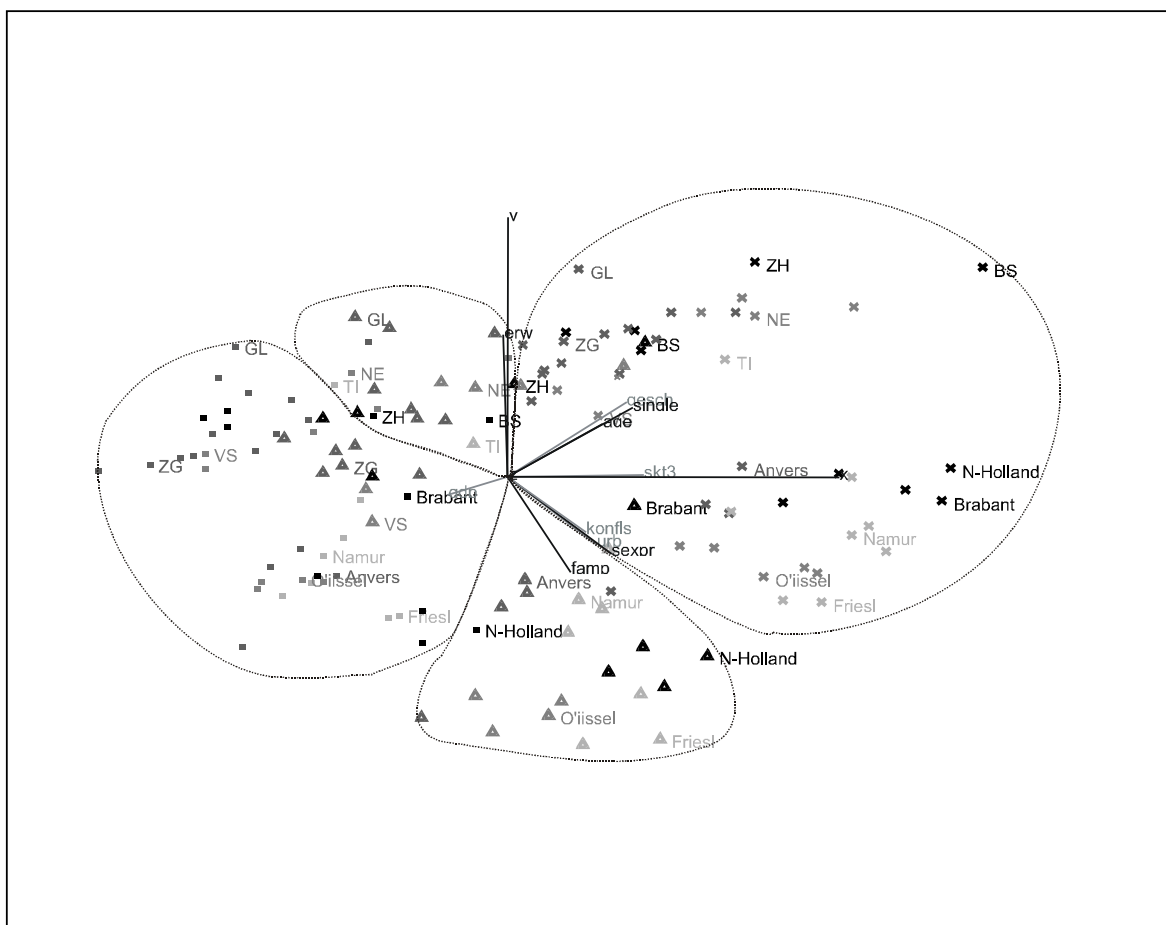 v
ZH
BS
GL
GL
NE
erw
ZG
BS
GL
TI
NE
TI
NE
ZH
gesch
single
ZH
BS
age
TI
VS
ZG
ZG
skt3
Anvers
x
N-Holland
Brabant
Brabant
Brabant
VS
konfls
urb
Namur
sexpr
Namur
famp
Anvers
O'iissel
Anvers
O'iissel
Namur
Friesl
Friesl
N-Holland
N-Holland
O'iissel
Friesl